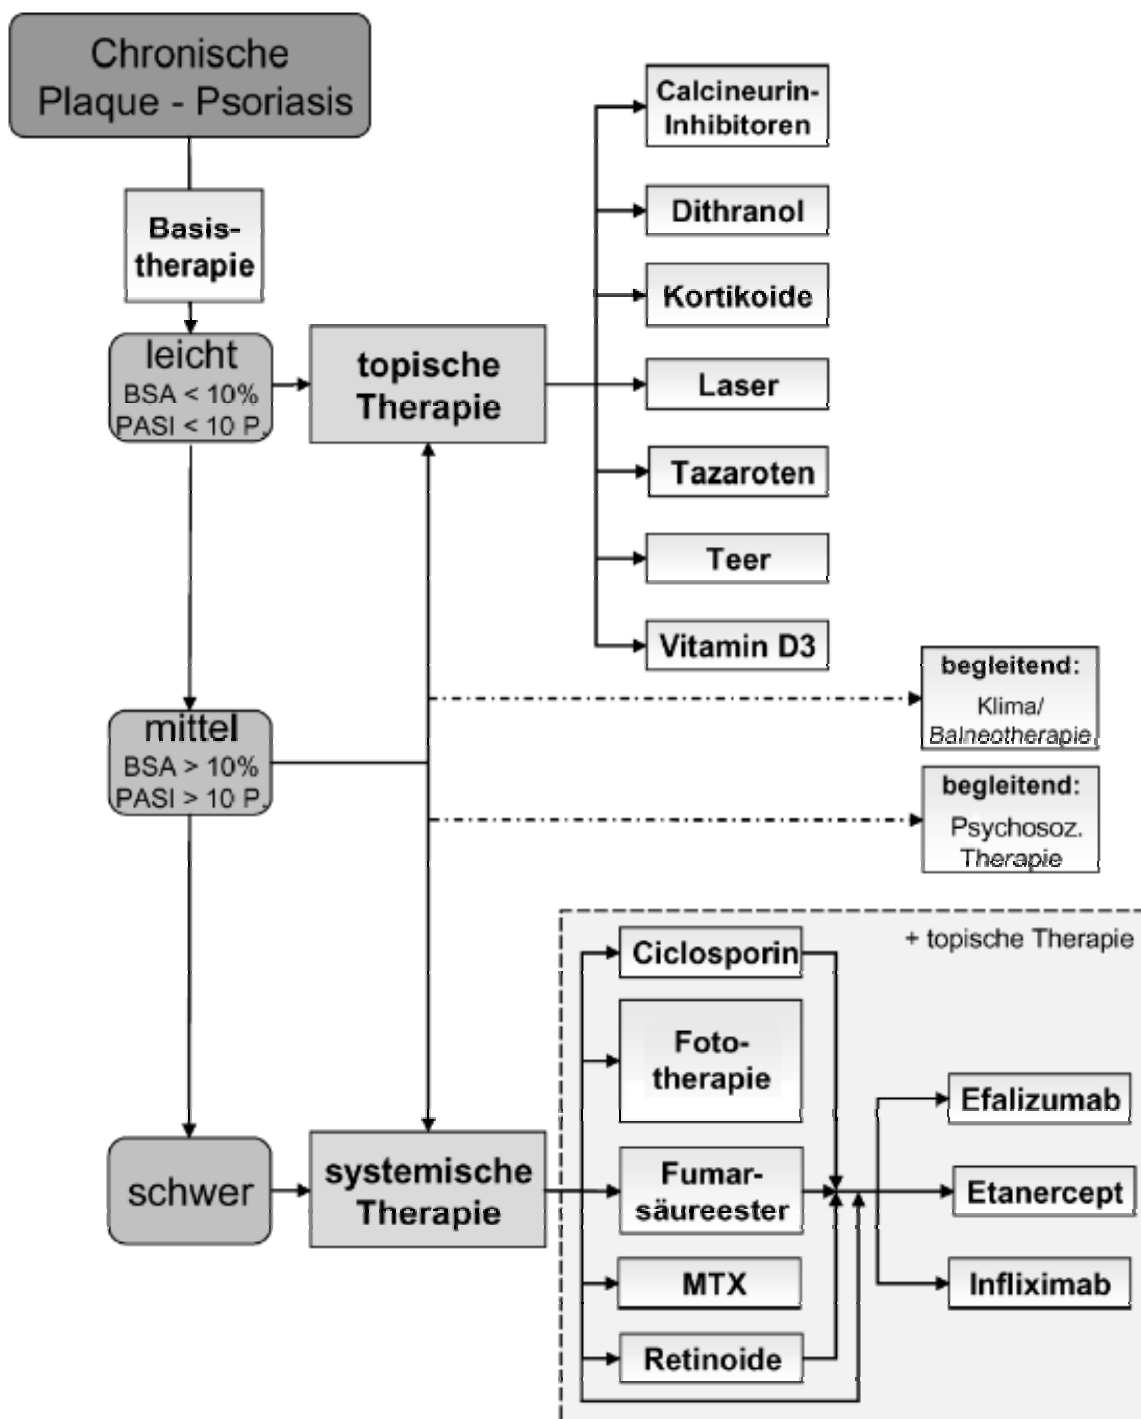 Chronische
Plaque - Psoriasis
Basis-
therapie
leicht
BSA < 10%
PASI < 10 P.
topische
Therapie
Calcineurin-
Inhibitoren
Dithranol
Kortikoide
Laser
Tazaroten
Teer
Vitamin D3
begleitend:
Klima/
Balneotherapie
mittel
BSA > 10%
PASI > 10 P.
begleitend:
Psychosoz.
Therapie
+ topische Therapie
Ciclosporin
Foto-
therapie
Efalizumab
schwer
systemische
Therapie
Fumar-
säureester
Etanercept
MTX
Infliximab
Retinoide